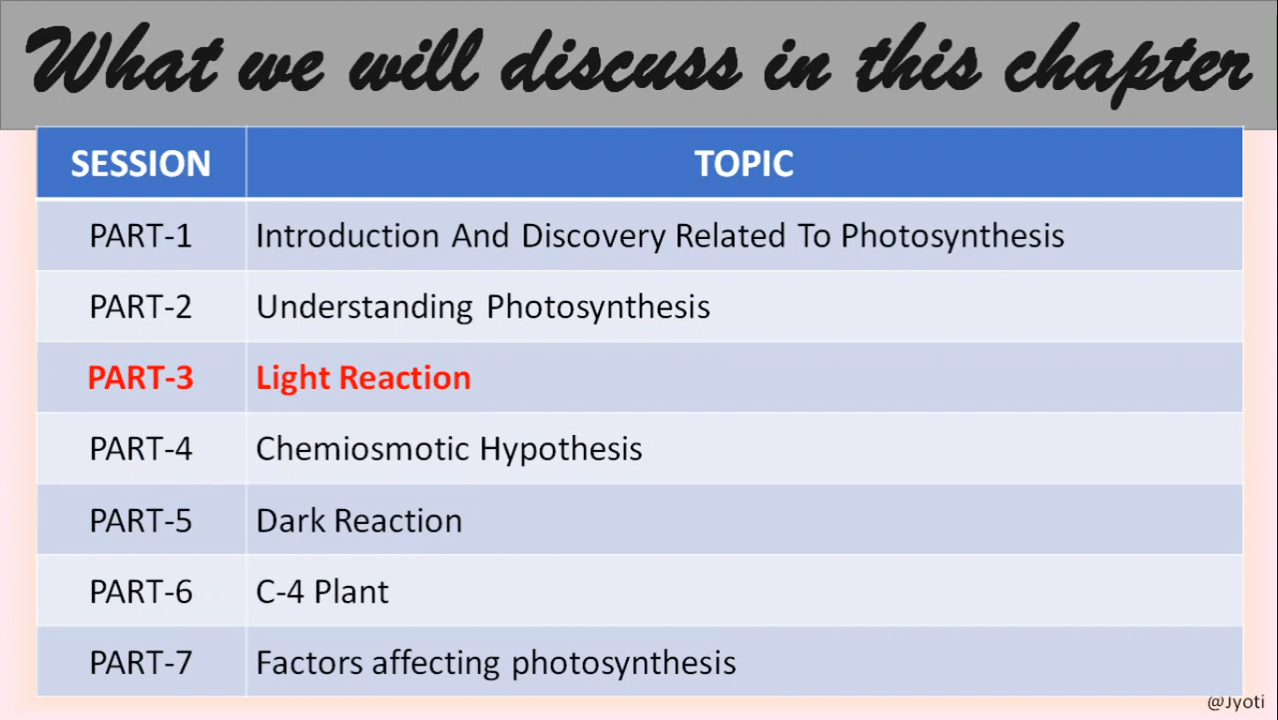 What we will discuss in this chapter
SESSION TOPIC
PART-1 Introduction And Discovery Related To Photosynthesis
PART-2 Understanding Photosynthesis
PART-3 Light Reaction
PART-4 Chemiosmotic Hypothesis
PART-5 Dark Reaction
PART-6 C-4 Plant
PART-7 Factors affecting photosynthesis
@Jyoti